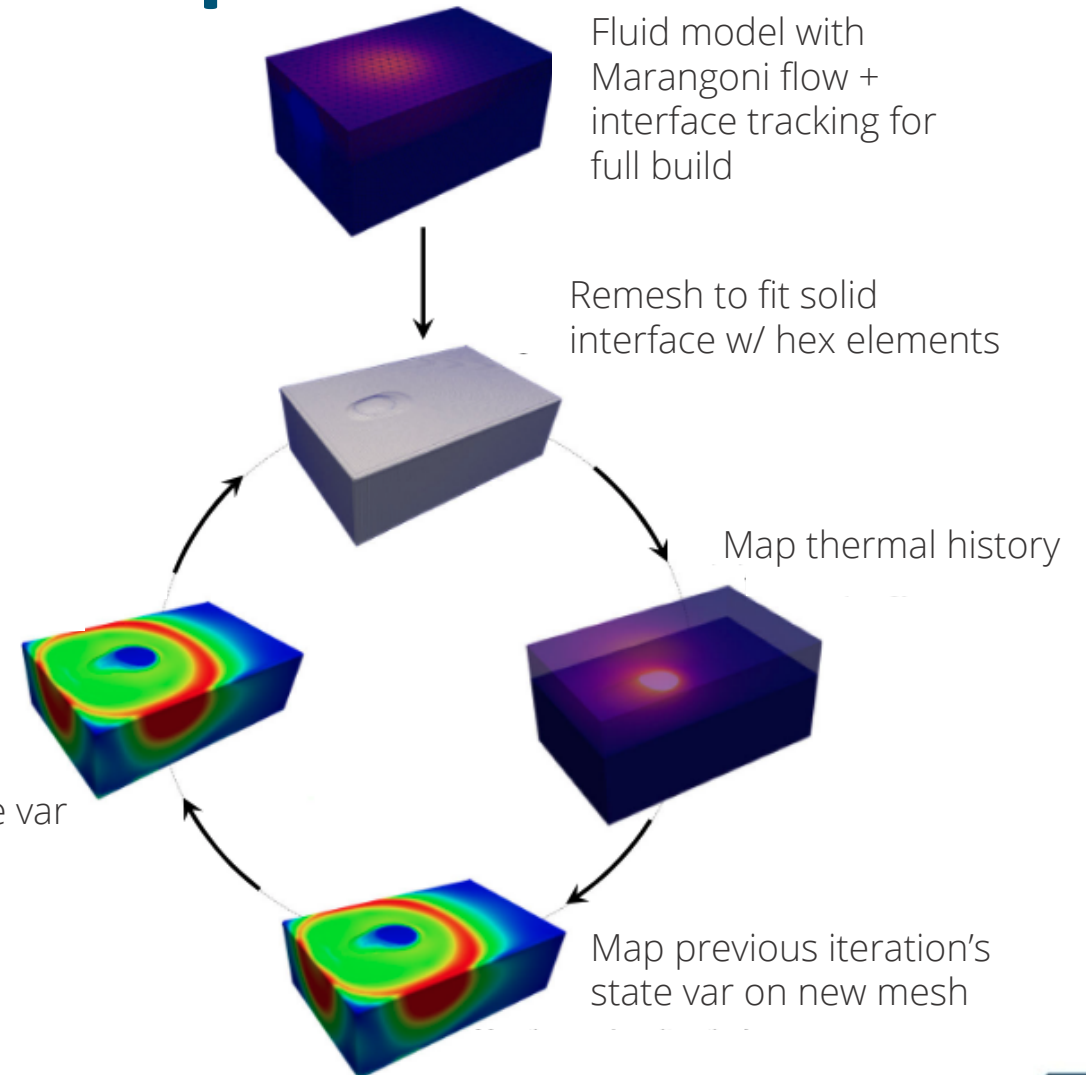 Fluid model with
Marangoni flow +
interface tracking for
full build
Remesh to fit solid
interface w/ hex elements
Map thermal history
var
Map previous iteration’s
state var on new mesh